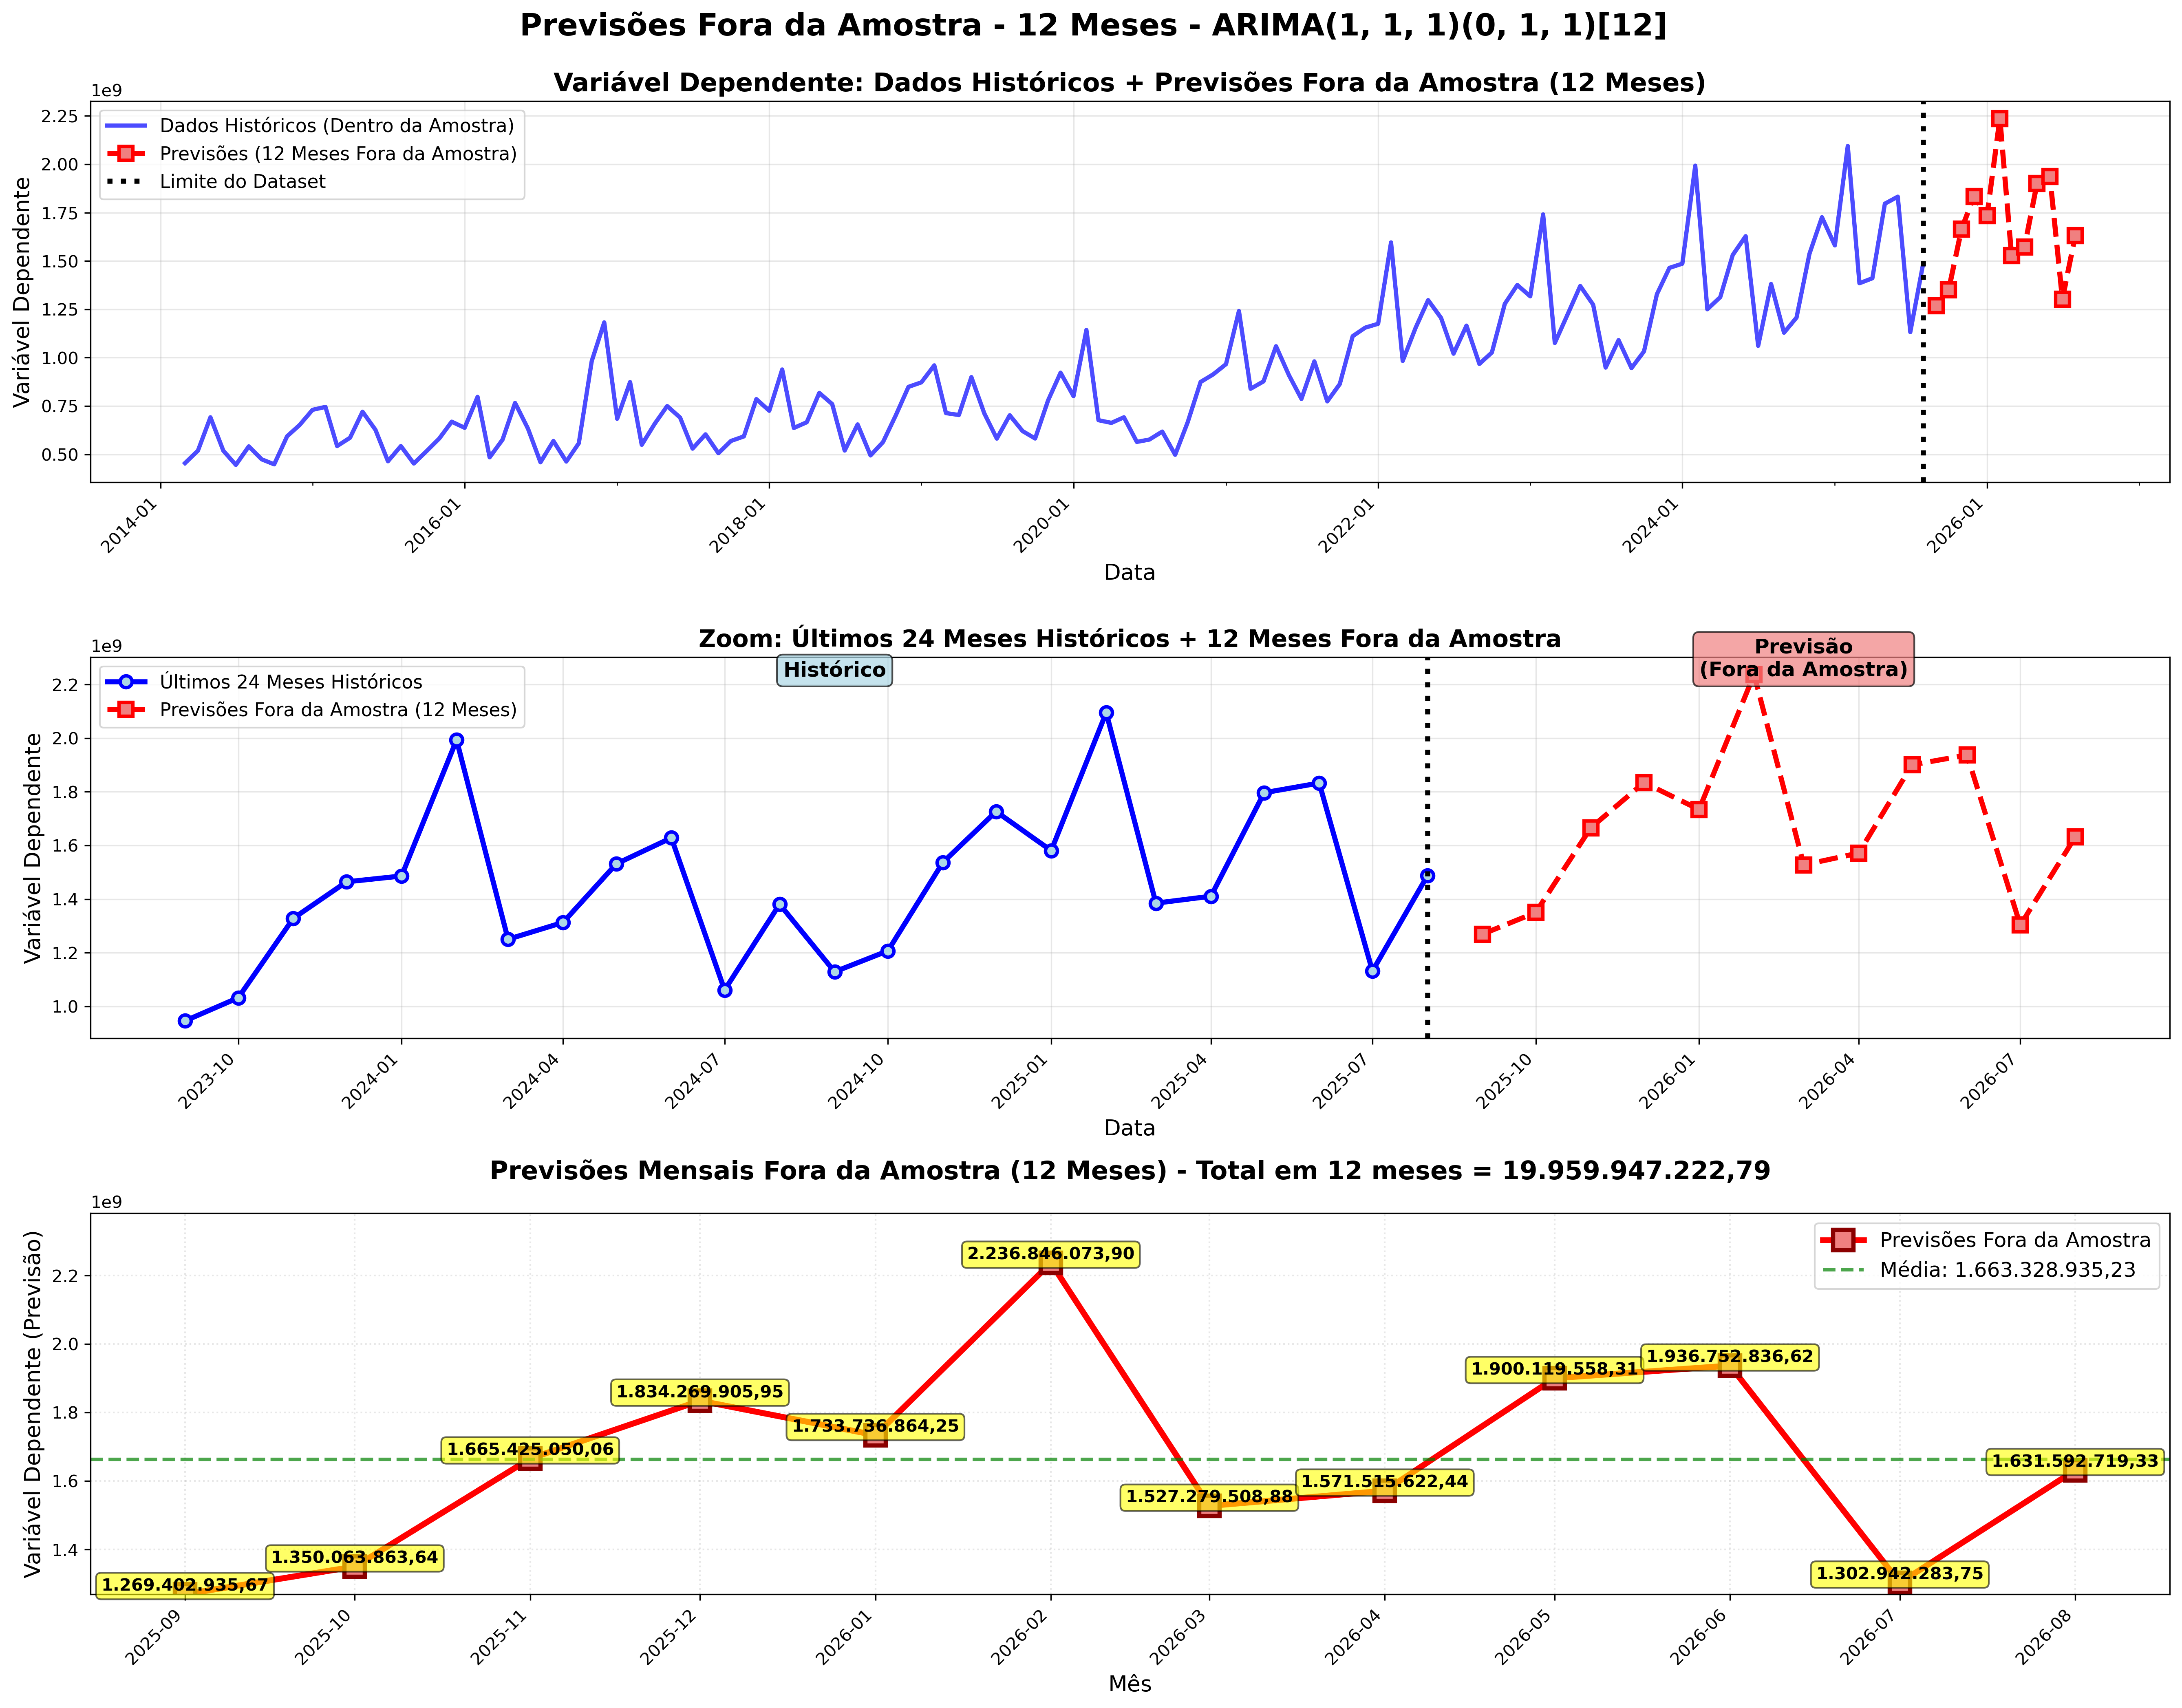 Previsões Fora da Amostra - 12 Meses - ARIMA(1, 1, 1)(0, 1, 1)[12]
Variável Dependente: Dados Históricos + Previsões Fora da Amostra (12 Meses)
1e9
Dados Históricos (Dentro da Amostra)
Previsões (12 Meses Fora da Amostra)
Limite do Dataset
Variável Dependente
2.25
2.00
1.75
1.50
1.25
1.00
0.75
0.50
2014-01
2016-01
2018-01
2020-01
2022-01
2024-01
2026-01
Data
Zoom: Últimos 24 Meses Históricos + 12 Meses Fora da Amostra
1e9
Últimos 24 Meses Históricos
Previsões Fora da Amostra (12 Meses)
Histórico
Previsão
(Fora da Amostra)
Variável Dependente
2.2
2.0
1.8
1.6
1.4
1.2
1.0
2023-10
2024-01
2024-04
2024-07
2024-10
2025-01
2025-04
2025-07
2025-10
2026-01
2026-04
2026-07
Data
Previsões Mensais Fora da Amostra (12 Meses) - Total em 12 meses = 19.959.947.222,79
1e9
Previsões Fora da Amostra
Média: 1.663.328.935,23
Variável Dependente (Previsão)
2.2
2.0
1.8
1.6
1.4
1.269.402.935,67
1.350.063.863,64
1.665.425.050,06
1.834.269.905,95
1.733.736.864,25
2.236.846.073,90
1.527.279.508,88
1.571.515.622,44
1.900.119.558,31
1.936.752.836,62
1.302.942.283,75
1.631.592.719,33
2025-09
2025-10
2025-11
2025-12
2026-01
2026-02
2026-03
2026-04
2026-05
2026-06
2026-07
2026-08
Mês